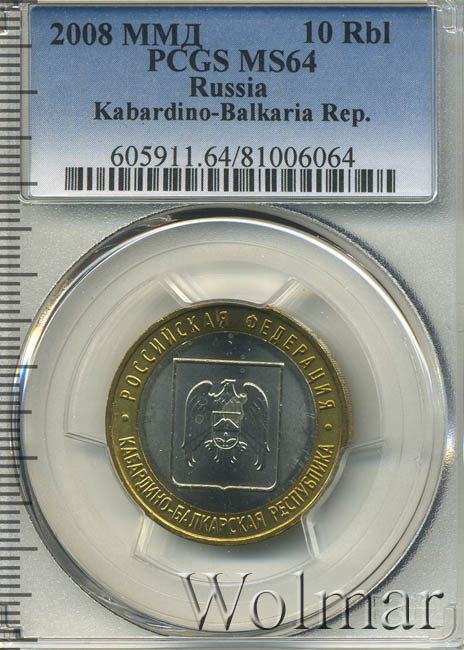 2008 ММД 10 Rbl
PCGS MS64
Russia
Kabardino-Balkaria Rep.
605911.64/81006064
РОССИЙСКАЯ ФЕДЕРАЦИЯ
КАБАРДИНО-БАЛКАРСКАЯ РЕСПУБЛИКА
Wolmar